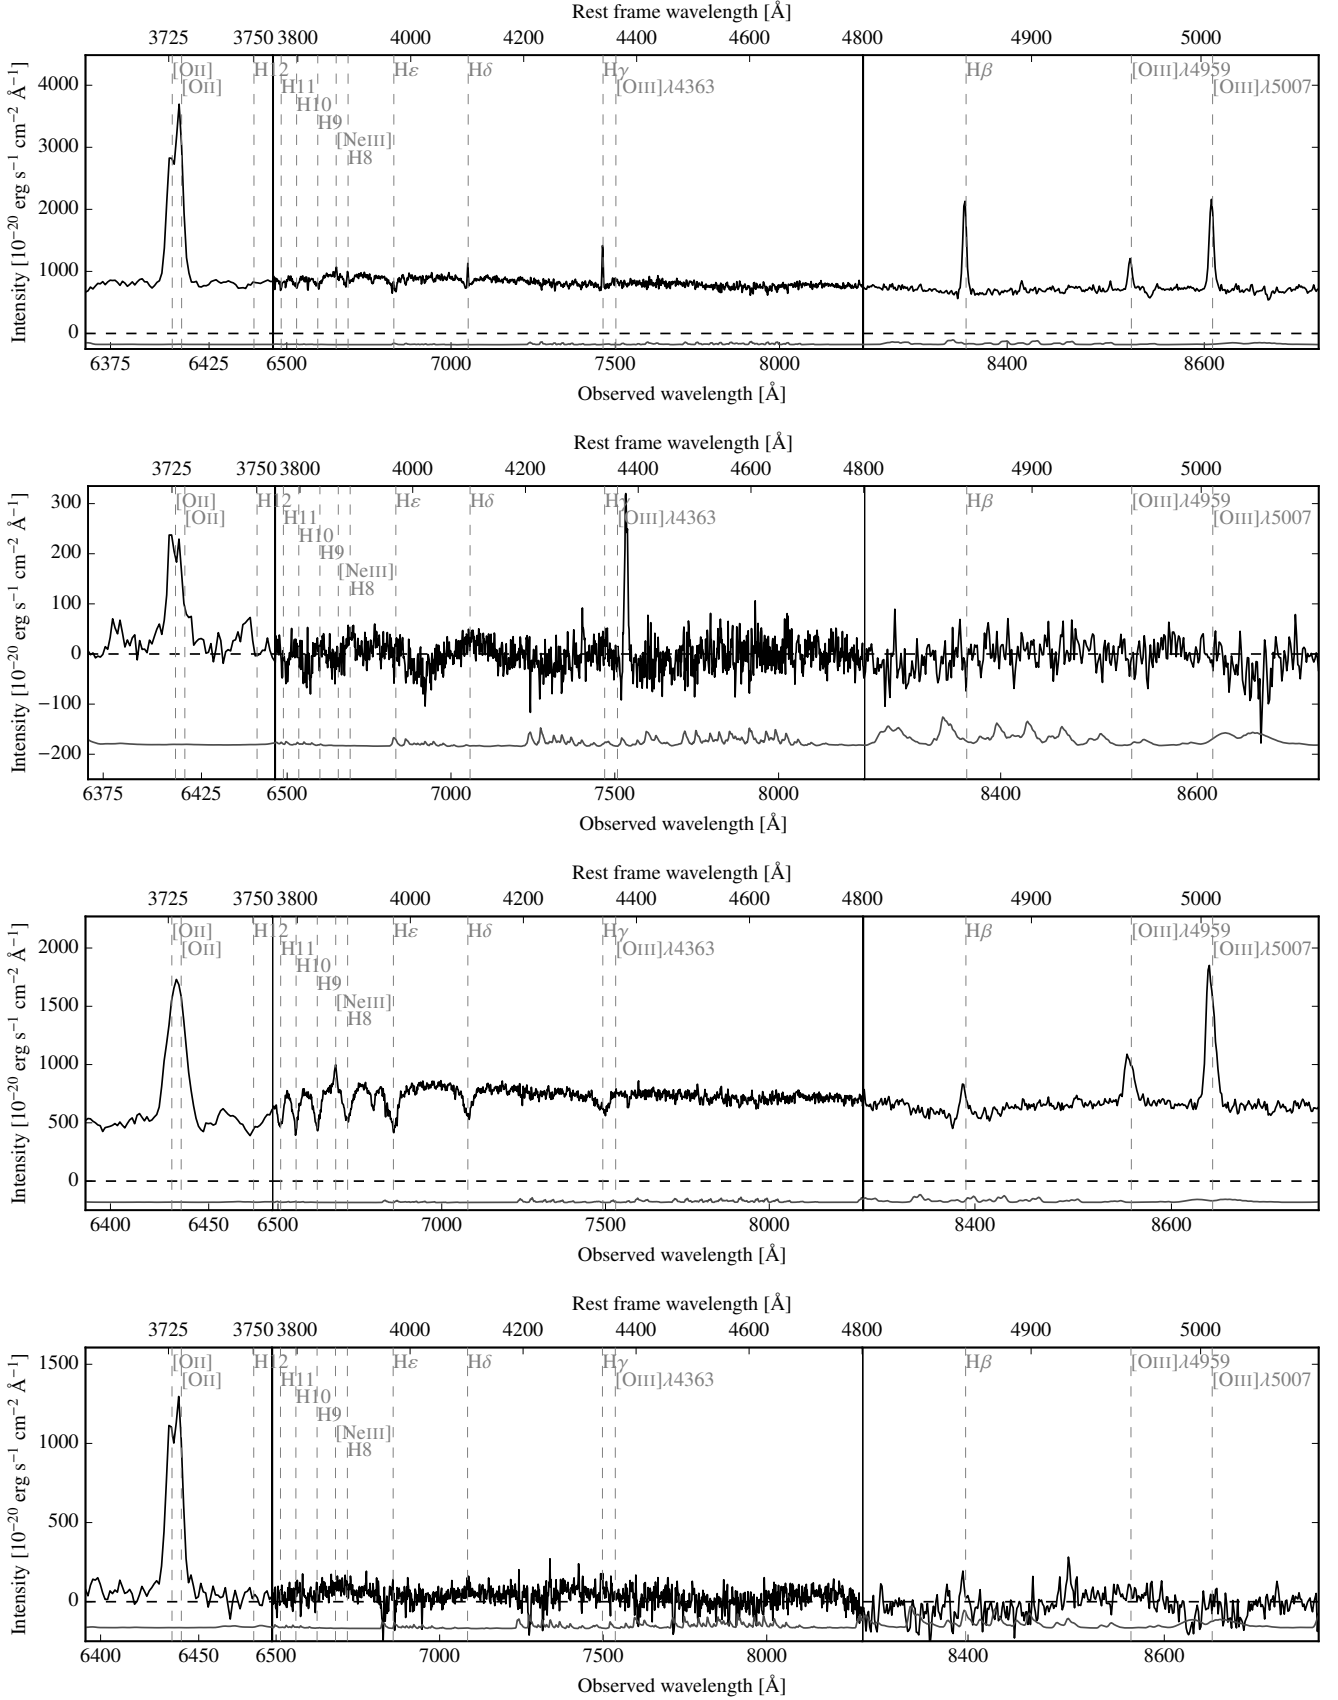 Rest frame wavelength [Å]
3725 3750 3800 4000 4200 4400 4600 4800 4900 5000
[OII] H12 Hε Hδ Hγ Hβ [OIII]λ4959
[OII] H11 [OIII]λ4363 [OIII]λ5007
H10
H9
[NeIII]
H8
4000
3000
2000
1000
0
Intensity [10⁻²⁰ erg s⁻¹ cm⁻² Å⁻¹]
6375 6425 6500 7000 7500 8000 8400 8600
Observed wavelength [Å]
Rest frame wavelength [Å]
3725 3750 3800 4000 4200 4400 4600 4800 4900 5000
[OII] H12 Hε Hδ Hγ Hβ [OIII]λ4959
[OII] H11 [OIII]λ4363 [OIII]λ5007
H10
H9
[NeIII]
H8
300
200
100
0
−100
−200
Intensity [10⁻²⁰ erg s⁻¹ cm⁻² Å⁻¹]
6375 6425 6500 7000 7500 8000 8400 8600
Observed wavelength [Å]
Rest frame wavelength [Å]
3725 3750 3800 4000 4200 4400 4600 4800 4900 5000
[OII] H12 Hε Hδ Hγ Hβ [OIII]λ4959
[OII] H11 [OIII]λ4363 [OIII]λ5007
H10
H9
[NeIII]
H8
2000
1500
1000
500
0
Intensity [10⁻²⁰ erg s⁻¹ cm⁻² Å⁻¹]
6400 6450 6500 7000 7500 8000 8400 8600
Observed wavelength [Å]
Rest frame wavelength [Å]
3725 3750 3800 4000 4200 4400 4600 4800 4900 5000
[OII] H12 Hε Hδ Hγ Hβ [OIII]λ4959
[OII] H11 [OIII]λ4363 [OIII]λ5007
H10
H9
[NeIII]
H8
1500
1000
500
0
Intensity [10⁻²⁰ erg s⁻¹ cm⁻² Å⁻¹]
6400 6450 6500 7000 7500 8000 8400 8600
Observed wavelength [Å]